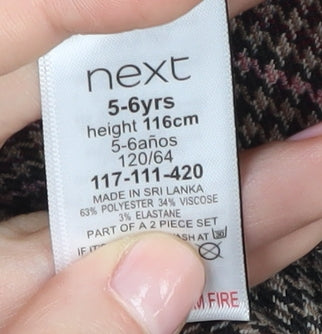 next
5-6yrs
height 116cm
5-6años
120/64
117-111-420
MADE IN SRI LANKA
63% POLYESTER 34% VISCOSE
3% ELASTANE
PART OF A 2 PIECE SET
AT 30
FIRE